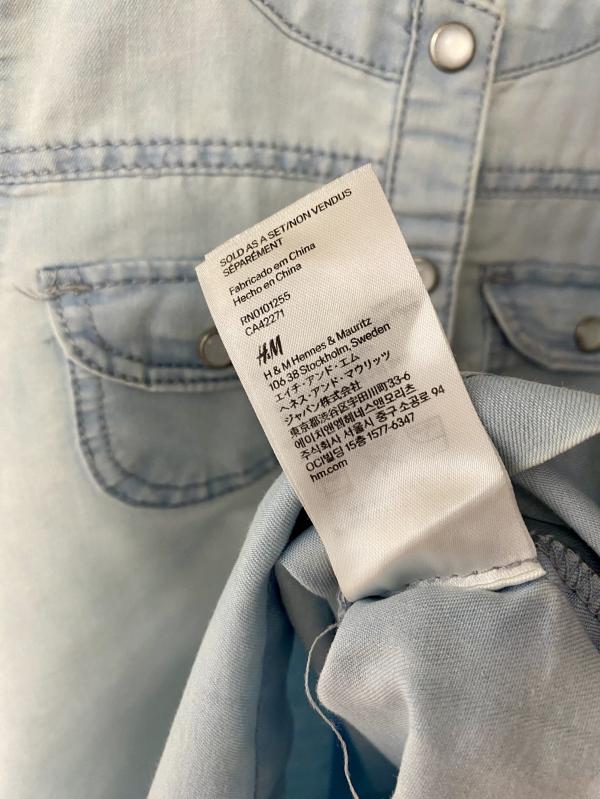 SOLD AS A SET/NON VENDUS
SÉPARÉMENT
Fabricado em China
Hecho en China
RN0101255
CA42271
H&M
H & M Hennes & Mauritz
106 38 Stockholm, Sweden
エイチ・アンド・エム
ヘネス・アンド・マウリッツ
ジャパン株式会社
東京都渋谷区宇田川町33-6
에이치앤엠헤네스앤모리츠
주식회사 서울시 중구 소공로 94
OCI빌딩 15층 1577-6347
hm.com